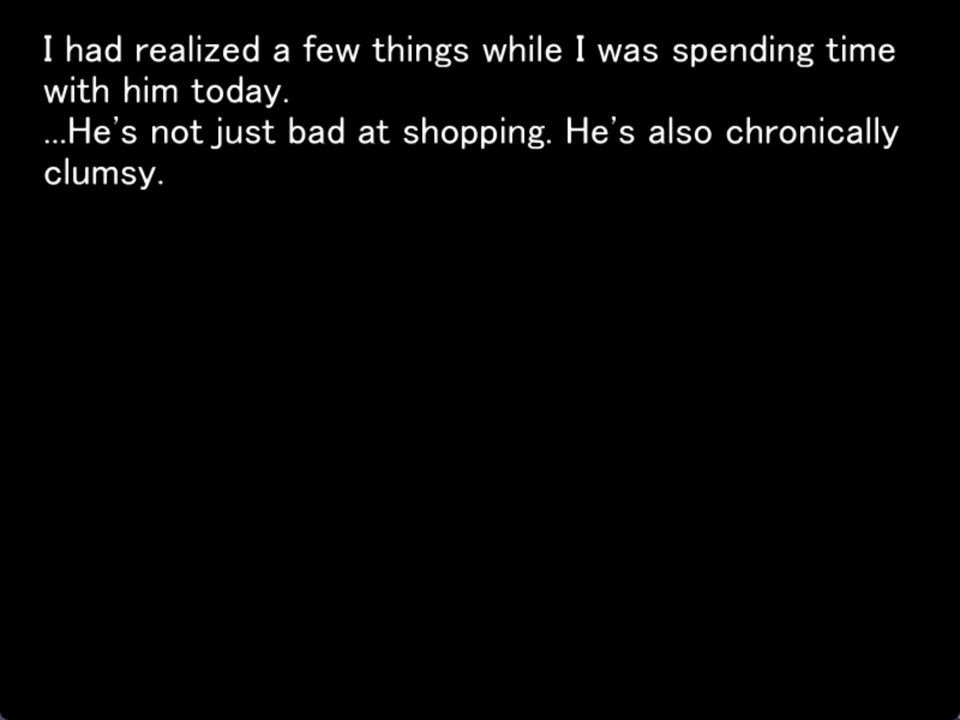 I had realized a few things while I was spending time
with him today.
...He's not just bad at shopping. He's also chronically
clumsy.